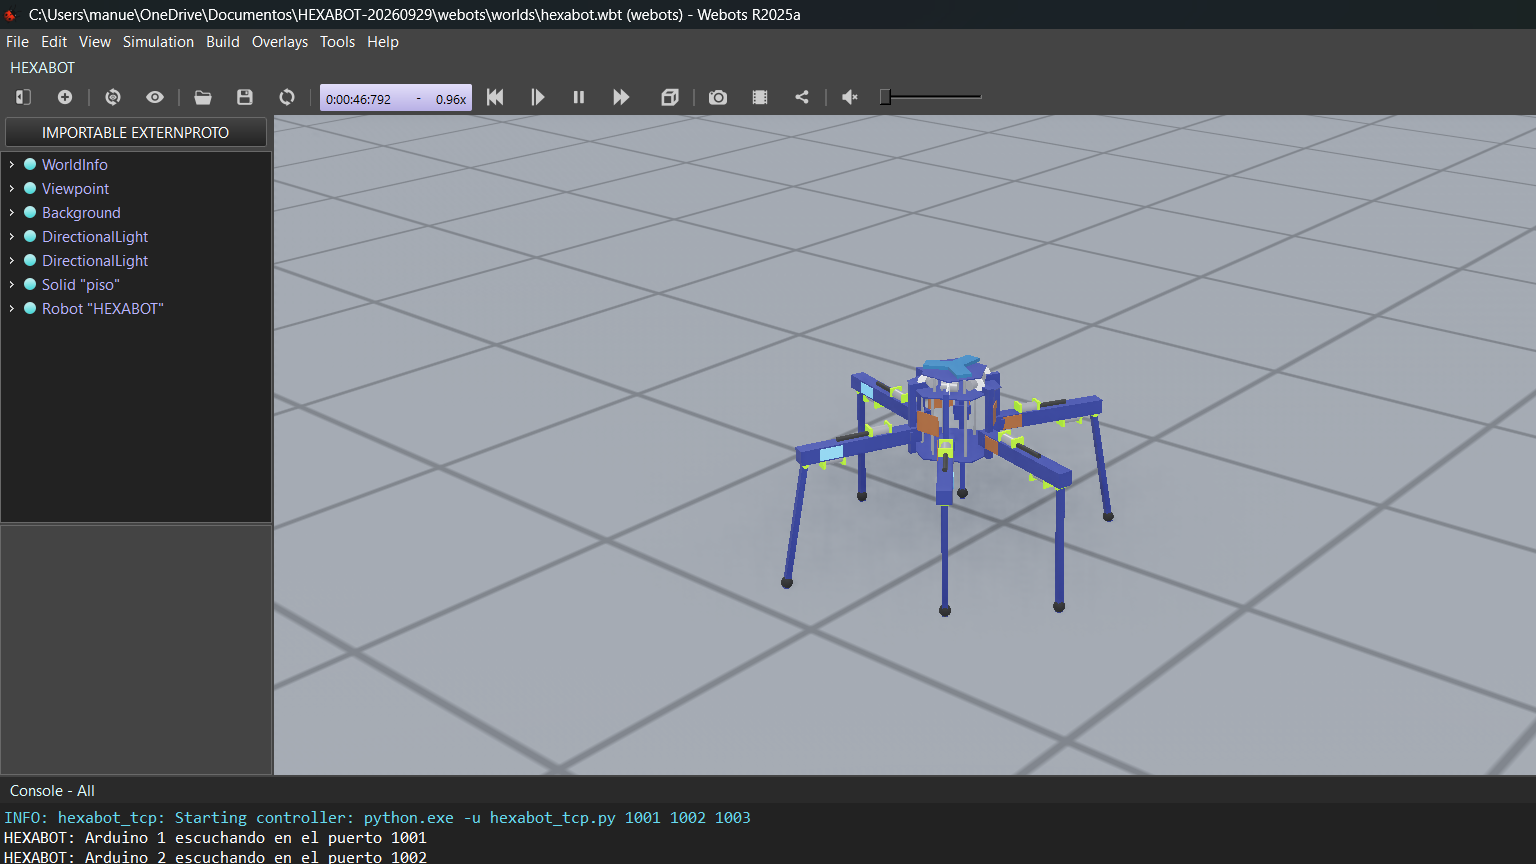 C:\Users\manue\OneDrive\Documentos\HEXABOT-20260929\webots\worlds\hexabot.wbt (webots) - Webots R2025a
File Edit View Simulation Build Overlays Tools Help
HEXABOT
0:00:46:792 - 0.96x
IMPORTABLE EXTERNPROTO
WorldInfo
Viewpoint
Background
DirectionalLight
DirectionalLight
Solid "piso"
Robot "HEXABOT"
Console - All
INFO: hexabot_tcp: Starting controller: python.exe -u hexabot_tcp.py 1001 1002 1003
HEXABOT: Arduino 1 escuchando en el puerto 1001
HEXABOT: Arduino 2 escuchando en el puerto 1002